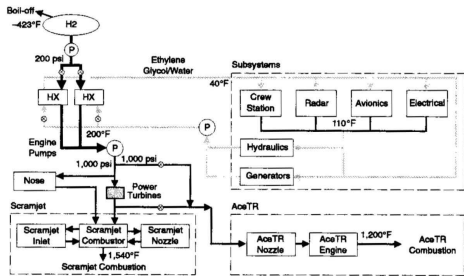 Boil-off
–423°F
H2
P
200 psi
Ethylene
Glycol/Water
Subsystems
40°F
HX
HX
Crew
Station
Radar
Avionics
Electrical
200°F
P
110°F
Engine
Pumps
P
Hydraulics
1,000 psi
1,000 psi
Generators
Nose
Power
Turbines
Scramjet
AceTR
Scramjet
Inlet
Scramjet
Combustor
Scramjet
Nozzle
AceTR
Nozzle
AceTR
Engine
1,200°F
AceTR
Combustion
1,540°F
Scramjet Combustion